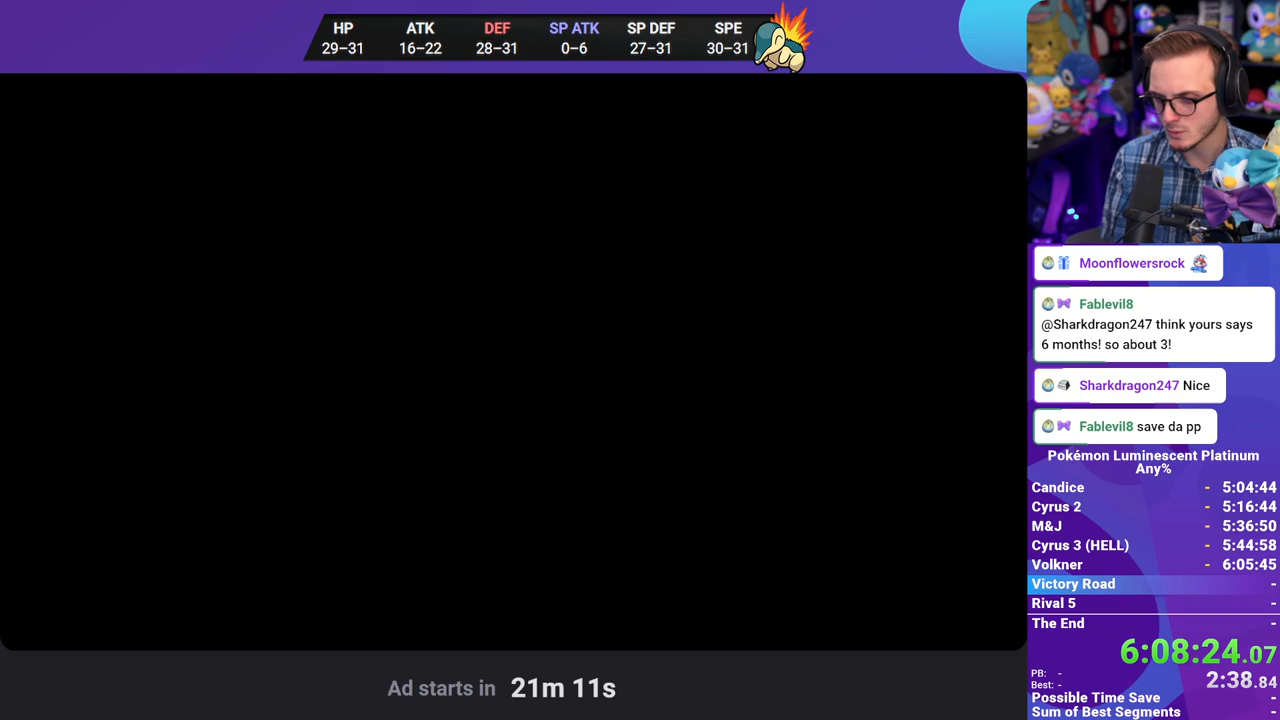 HP ATK DEF SP ATK SP DEF SPE
29–31 16–22 28–31 0–6 27–31 30–31
Moonflowersrock
Fablevil8
@Sharkdragon247 think yours says
6 months! so about 3!
Sharkdragon247 Nice
Fablevil8 save da pp
Pokémon Luminescent Platinum
Any%
Candice - 5:04:44
Cyrus 2 - 5:16:44
M&J - 5:36:50
Cyrus 3 (HELL) - 5:44:58
Volkner - 6:05:45
Victory Road -
Rival 5 -
The End -
6:08:24.07
PB: -
Best: - 2:38.84
Possible Time Save -
Sum of Best Segments -
Ad starts in 21m 11s